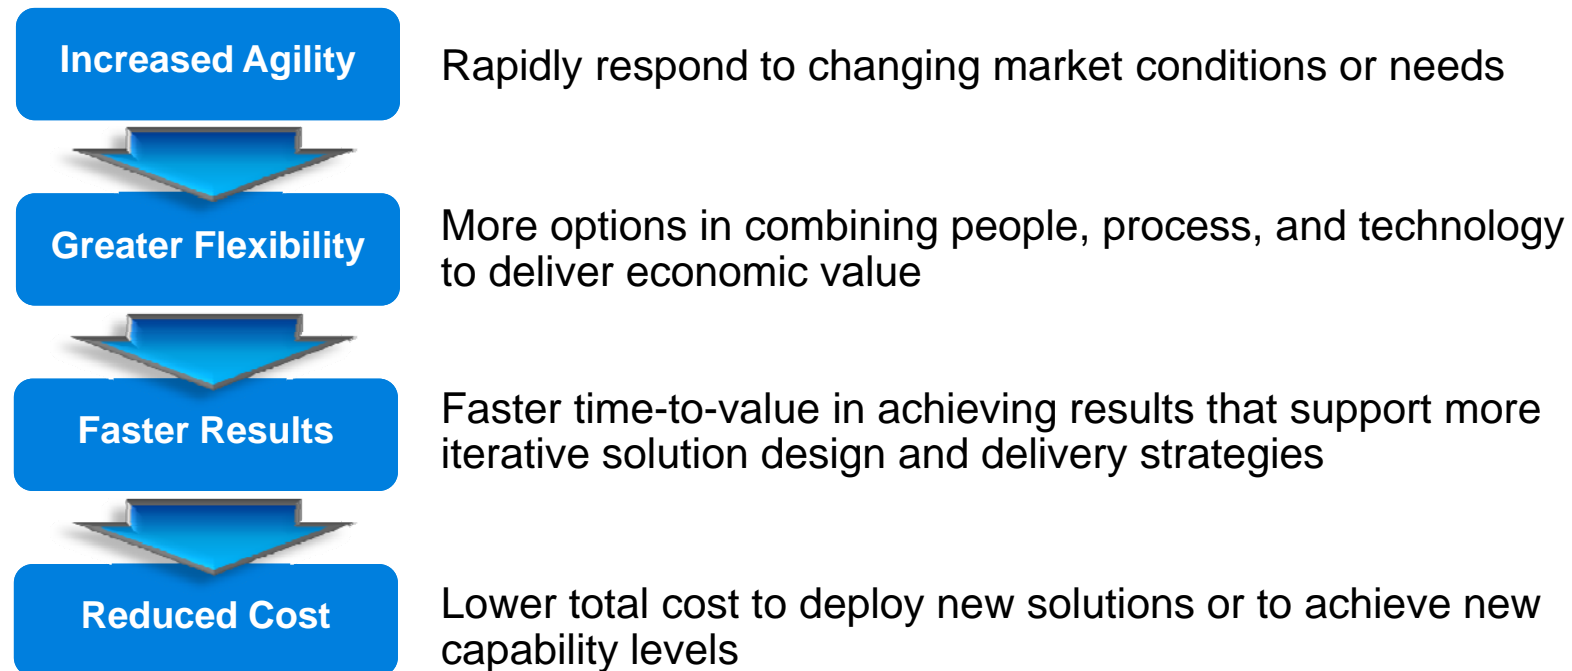 Increased Agility
Rapidly respond to changing market conditions or needs
Greater Flexibility
More options in combining people, process, and technology
to deliver economic value
Faster Results
Faster time-to-value in achieving results that support more
iterative solution design and delivery strategies
Reduced Cost
Lower total cost to deploy new solutions or to achieve new
capability levels